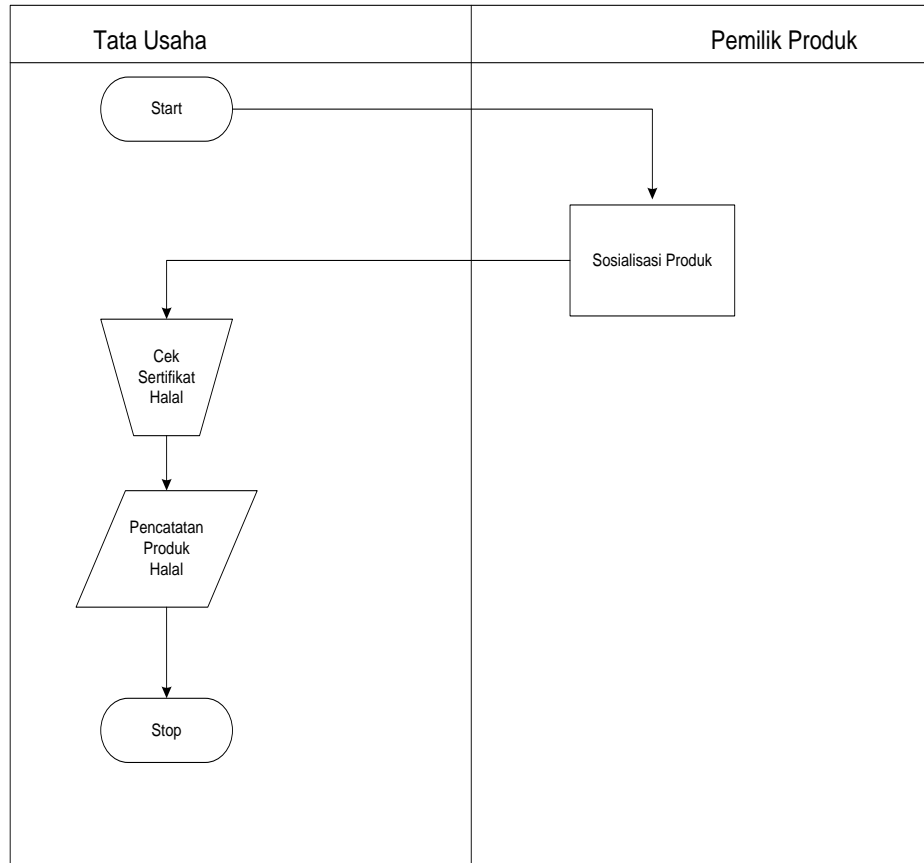 Tata Usaha
Pemilik Produk
Start
Sosialisasi Produk
Cek
Sertifikat
Halal
Pencatatan
Produk
Halal
Stop